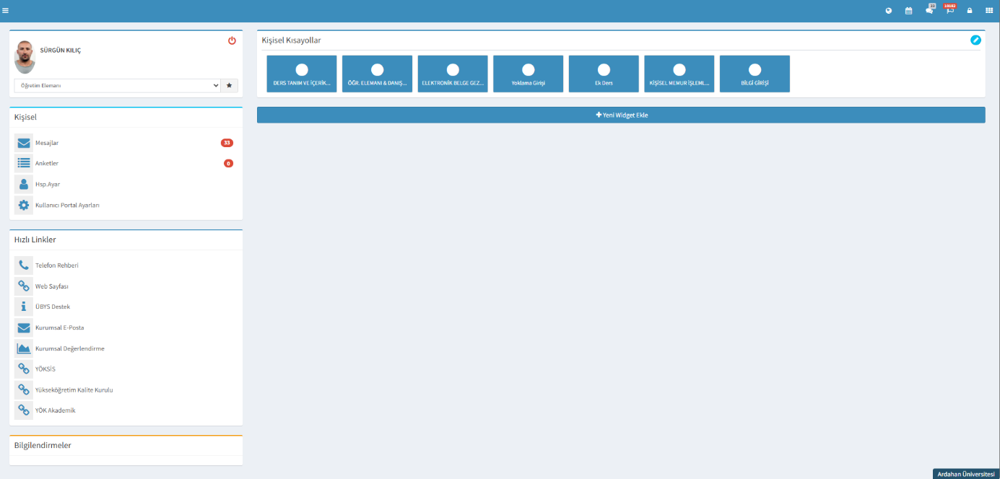 33
10182
SÜRGÜN KILIÇ
Öğretim Elemanı
Kişisel
Mesajlar 33
Anketler 0
Hsp.Ayar
Kullanıcı Portal Ayarları
Hızlı Linkler
Telefon Rehberi
Web Sayfası
ÜBYS Destek
Kurumsal E-Posta
Kurumsal Değerlendirme
YÖKSİS
Yükseköğretim Kalite Kurulu
YÖK Akademik
Bilgilendirmeler
Kişisel Kısayollar
DERS TANIM VE İÇERİK...
ÖĞR. ELEMANI & DANIŞ...
ELEKTRONİK BELGE GEZ...
Yoklama Girişi
Ek Ders
KİŞİSEL MEMUR İŞLEML...
BİLGİ GİRİŞİ
Yeni Widget Ekle
Ardahan Üniversitesi